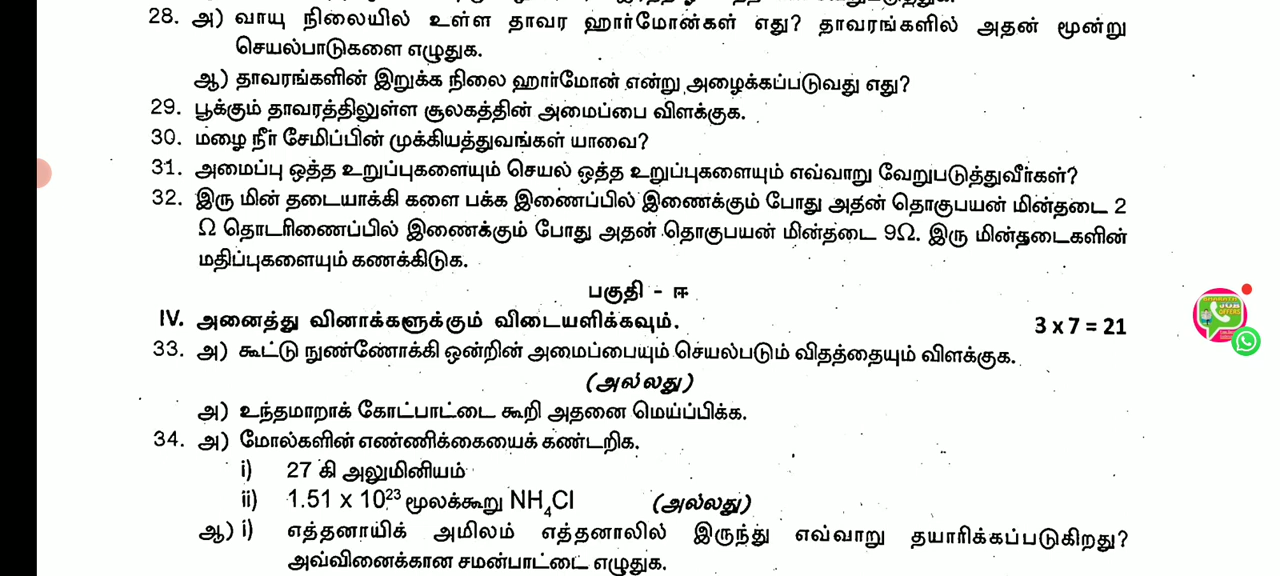 28. அ) வாயு நிலையில் உள்ள தாவர ஹார்மோன்கள் எது? தாவரங்களில் அதன் மூன்று
செயல்பாடுகளை எழுதுக.
ஆ) தாவரங்களின் இறுக்க நிலை ஹார்மோன் என்று அழைக்கப்படுவது எது?
29. பூக்கும் தாவரத்திலுள்ள சூலகத்தின் அமைப்பை விளக்குக.
30. மழை நீர் சேமிப்பின் முக்கியத்துவங்கள் யாவை?
31. அமைப்பு ஒத்த உறுப்புகளையும் செயல் ஒத்த உறுப்புகளையும் எவ்வாறு வேறுபடுத்துவீர்கள்?
32. இரு மின் தடையாக்கி களை பக்க இணைப்பில் இணைக்கும் போது அதன் தொகுபயன் மின்தடை 2
Ω தொடரிணைப்பில் இணைக்கும் போது அதன் தொகுபயன் மின்தடை 9Ω. இரு மின்தடைகளின்
மதிப்புகளையும் கணக்கிடுக.
பகுதி - ஈ
IV. அனைத்து வினாக்களுக்கும் விடையளிக்கவும். 3 x 7 = 21
33. அ) கூட்டு நுண்ணோக்கி ஒன்றின் அமைப்பையும் செயல்படும் விதத்தையும் விளக்குக.
(அல்லது)
அ) உந்தமாறாக் கோட்பாட்டை கூறி அதனை மெய்ப்பிக்க.
34. அ) மோல்களின் எண்ணிக்கையைக் கண்டறிக.
i) 27 கி அலுமினியம்
ii) 1.51 x 10²³ மூலக்கூறு NH₄Cl (அல்லது)
ஆ) i) எத்தனாயிக் அமிலம் எத்தனாலில் இருந்து எவ்வாறு தயாரிக்கப்படுகிறது?
அவ்வினைக்கான சமன்பாட்டை எழுதுக.